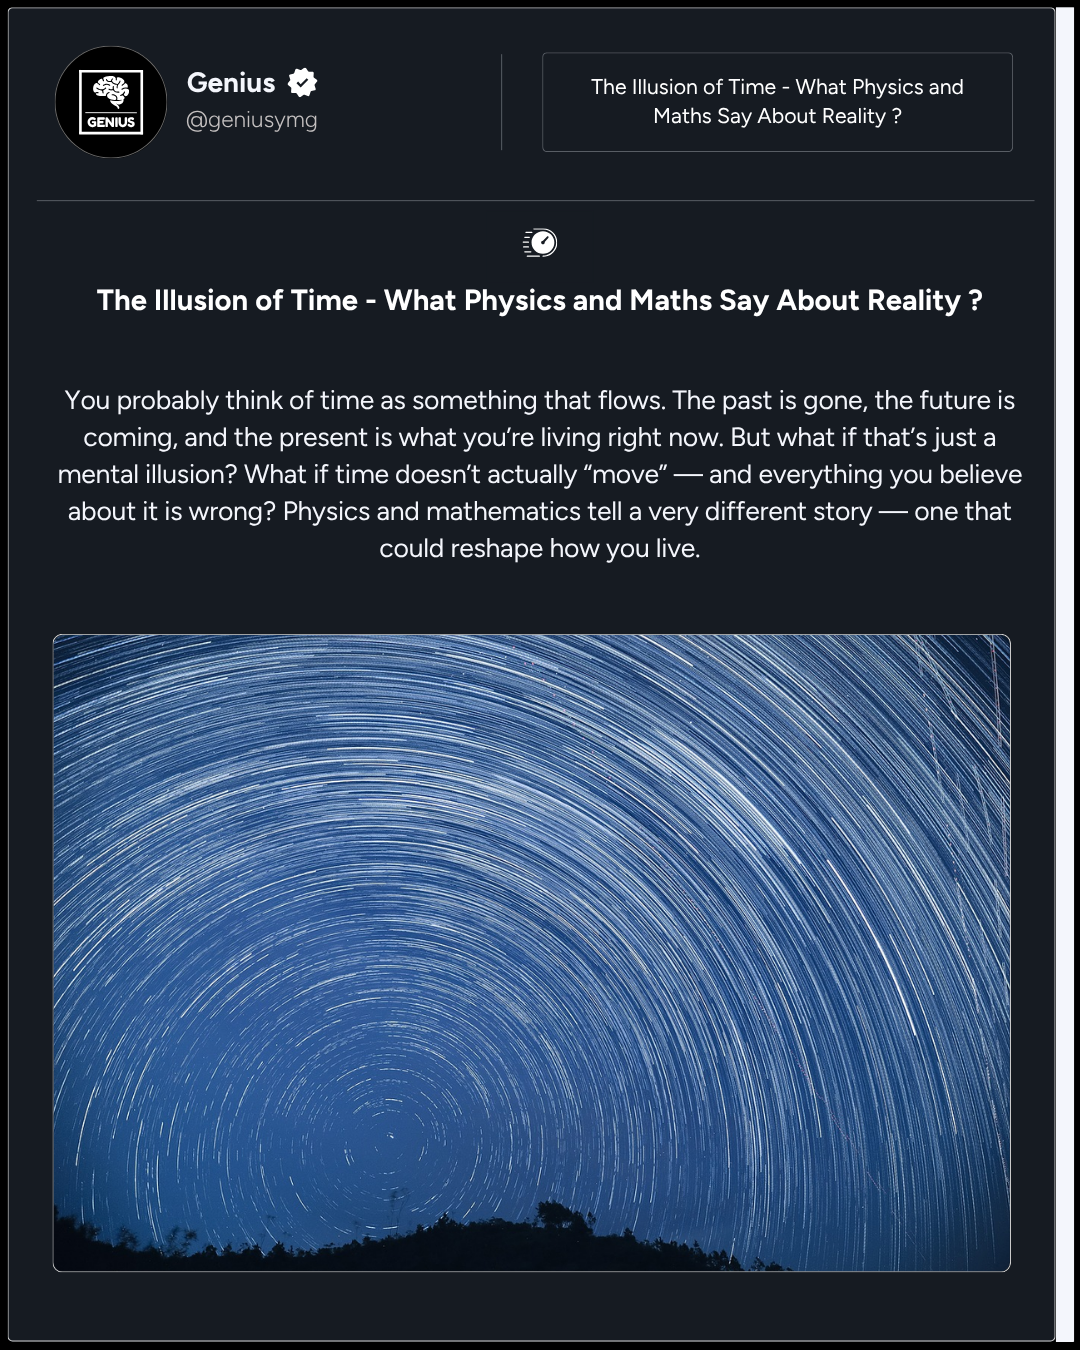 GENIUS
Genius
@geniusymg
The Illusion of Time - What Physics and
Maths Say About Reality ?
The Illusion of Time - What Physics and Maths Say About Reality ?
You probably think of time as something that flows. The past is gone, the future is
coming, and the present is what you’re living right now. But what if that’s just a
mental illusion? What if time doesn’t actually “move” — and everything you believe
about it is wrong? Physics and mathematics tell a very different story — one that
could reshape how you live.